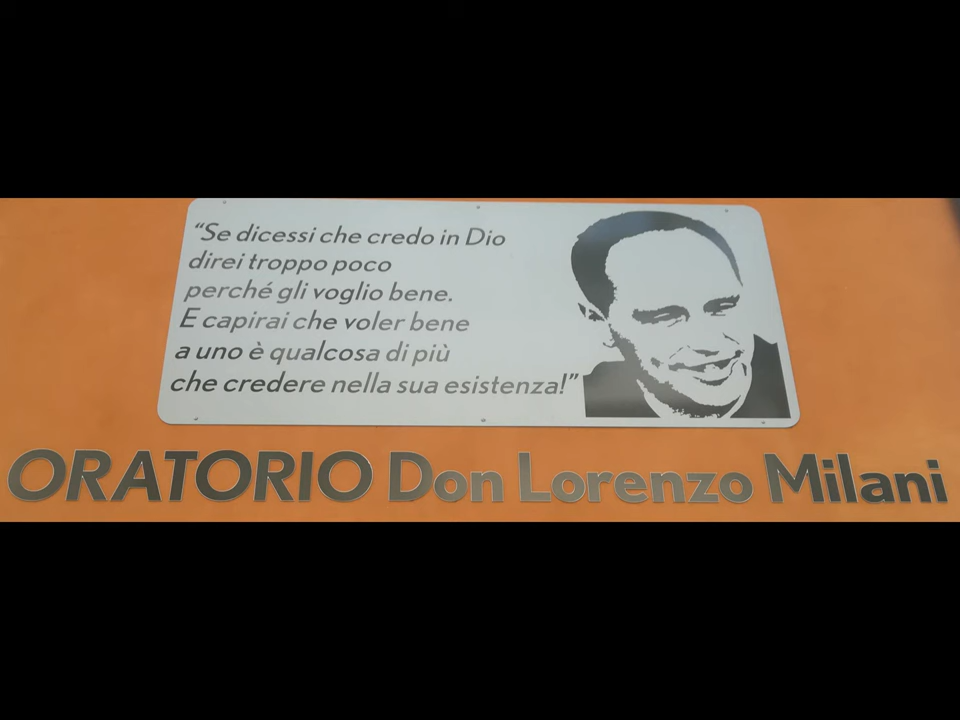 “Se dicessi che credo in Dio
direi troppo poco
perché gli voglio bene.
E capirai che voler bene
a uno è qualcosa di più
che credere nella sua esistenza!”
ORATORIO Don Lorenzo Milani